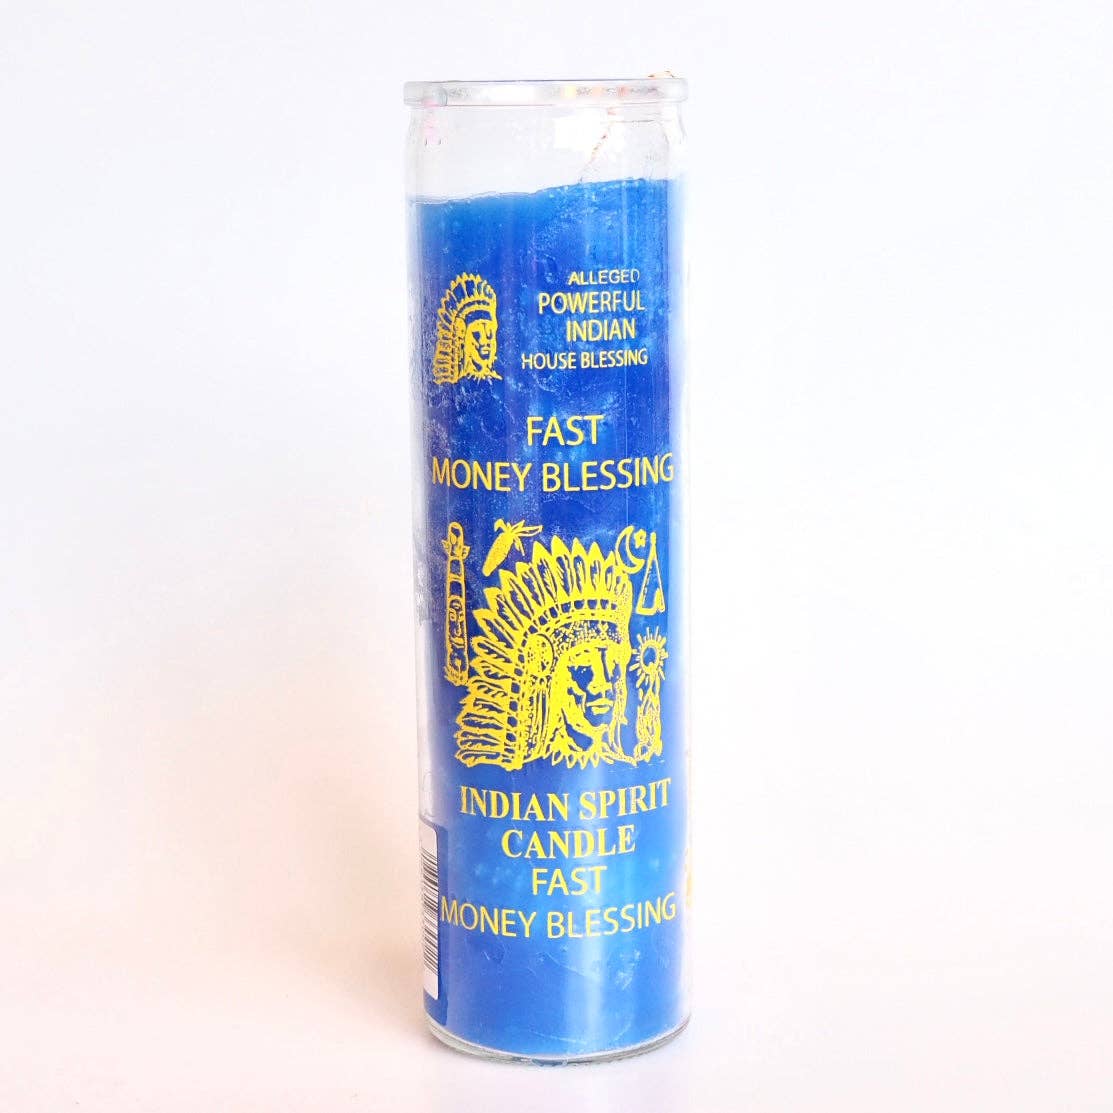 ALLEGED
POWERFUL
INDIAN
HOUSE BLESSING
FAST
MONEY BLESSING
INDIAN SPIRIT
CANDLE
FAST
MONEY BLESSING